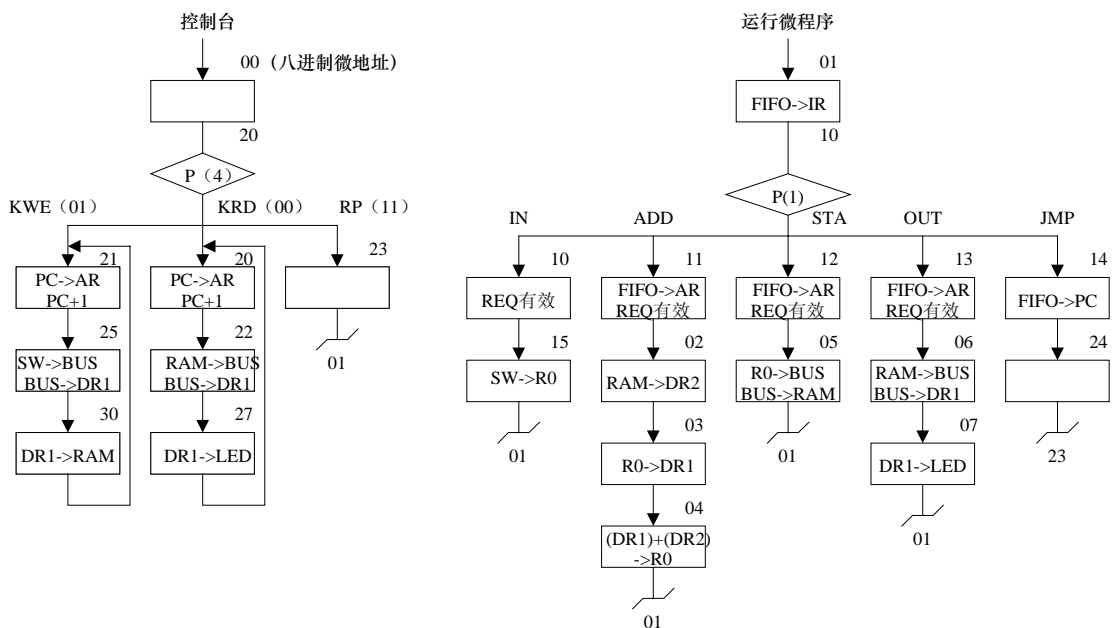 控制台
00（八进制微地址）
20
P（4）
KWE（01）
KRD（00）
RP（11）
21
PC->AR
PC+1
25
SW->BUS
BUS->DR1
30
DR1->RAM
20
PC->AR
PC+1
22
RAM->BUS
BUS->DR1
27
DR1->LED
23
01
运行微程序
01
FIFO->IR
10
P(1)
IN
ADD
STA
OUT
JMP
10
REQ有效
15
SW->R0
01
11
FIFO->AR
REQ有效
02
RAM->DR2
03
R0->DR1
04
(DR1)+(DR2)
->R0
01
12
FIFO->AR
REQ有效
05
R0->BUS
BUS->RAM
01
13
FIFO->AR
REQ有效
06
RAM->BUS
BUS->DR1
07
DR1->LED
01
14
FIFO->PC
24
23